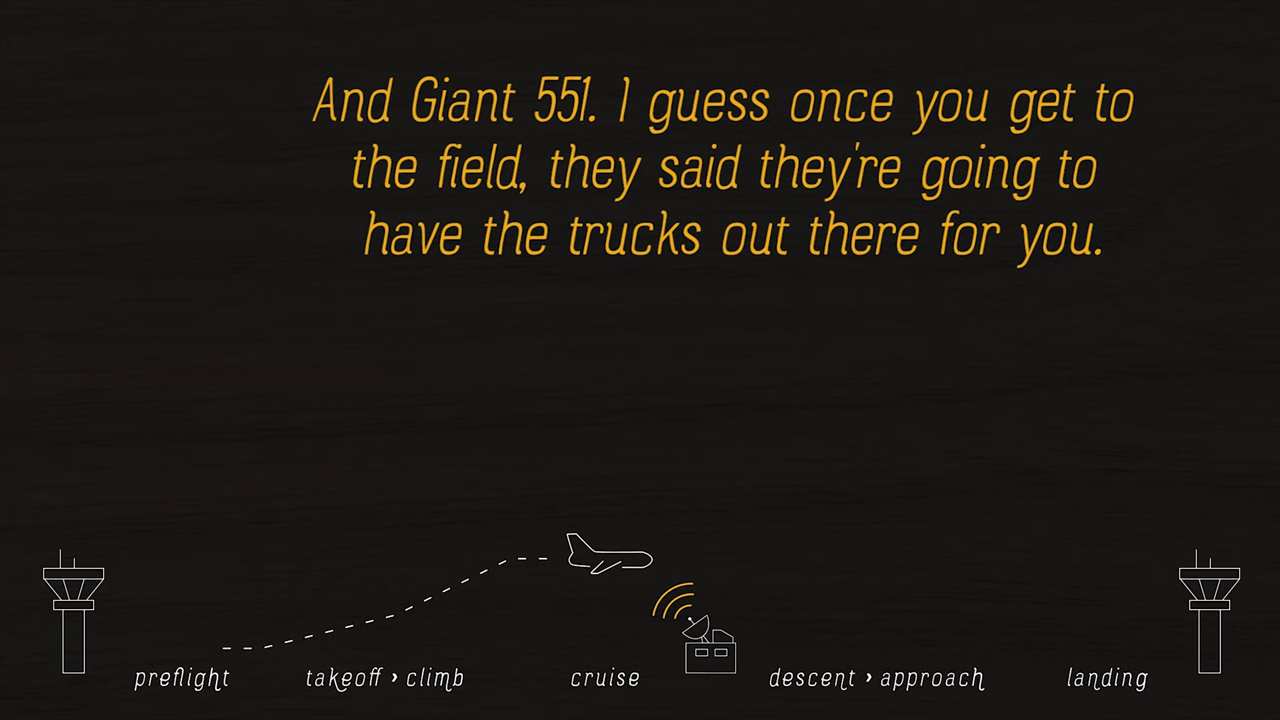 And Giant 551. I guess once you get to
the field, they said they're going to
have the trucks out there for you.
preflight takeoff › climb cruise descent › approach landing